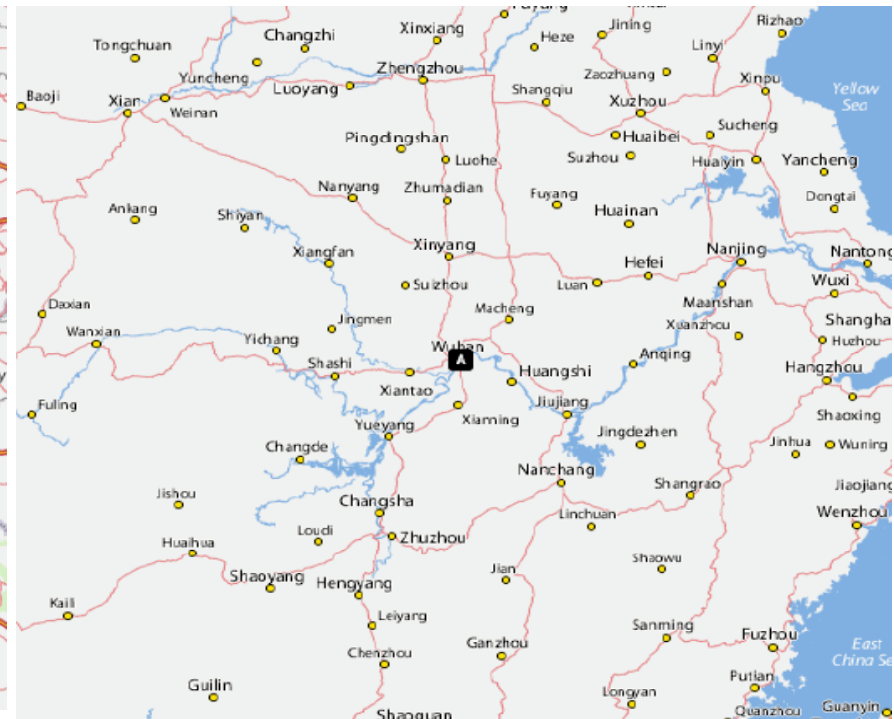 Rizhao
Jining
Xinxiang
Changzhi
Heze
Tongchuan
Linyi
Zhengzhou
Zaozhuang
Yuncheng
Xinpu
Luoyang
Shangqiu
Baoji
Xian
Xuzhou
Yellow
Sea
Weinan
Sucheng
Pingdingshan
Huaibei
Luohe
Suzhou
Huaiyin
Yancheng
Nanyang
Zhumadian
Fuyang
Dongtai
Ankang
Shiyan
Huainan
Xinyang
Nanjing
Nantong
Xiangfan
Hefei
Suizhou
Luan
Wuxi
Daxian
Macheng
Maanshan
Jingmen
Xuanzhou
Shangha
Wanxian
Yichang
Wuhan
A
Huzhou
Shashi
Anqing
Huangshi
Hangzhou
Xiantao
Fuling
Jiujiang
Xianning
Shaoxing
Yueyang
Jingdezhen
Changde
Jinhua
Wuning
Nanchang
Jishou
Shangrao
Jiaojiang
Changsha
Linchuan
Wenzhou
Loudi
Zhuzhou
Huaihua
Shaowu
Shaoyang
Hengyang
Jian
Kaili
Leiyang
Sanming
Fuzhou
Ganzhou
East
China Se
Chenzhou
Putian
Guilin
Longyan
Guanyin
Quanzhou
Shaoguan